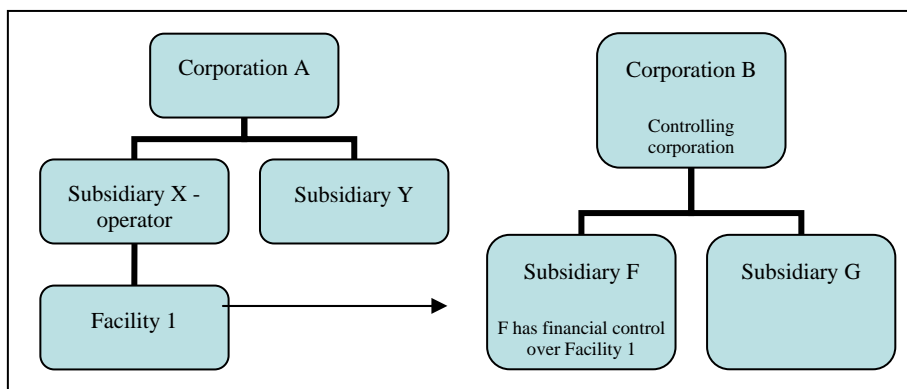 Corporation A
Subsidiary X -
operator
Subsidiary Y
Facility 1
Corporation B
Controlling
corporation
Subsidiary F
F has financial control
over Facility 1
Subsidiary G